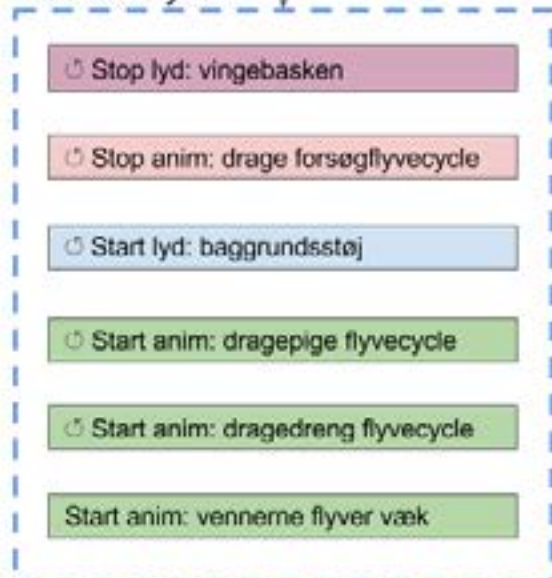 ↺ Stop lyd: vingebasken
↺ Stop anim: drage forsøgflyvecycle
↺ Start lyd: baggrundsstøj
↺ Start anim: dragepige flyvecycle
↺ Start anim: dragedreng flyvecycle
Start anim: vennerne flyver væk